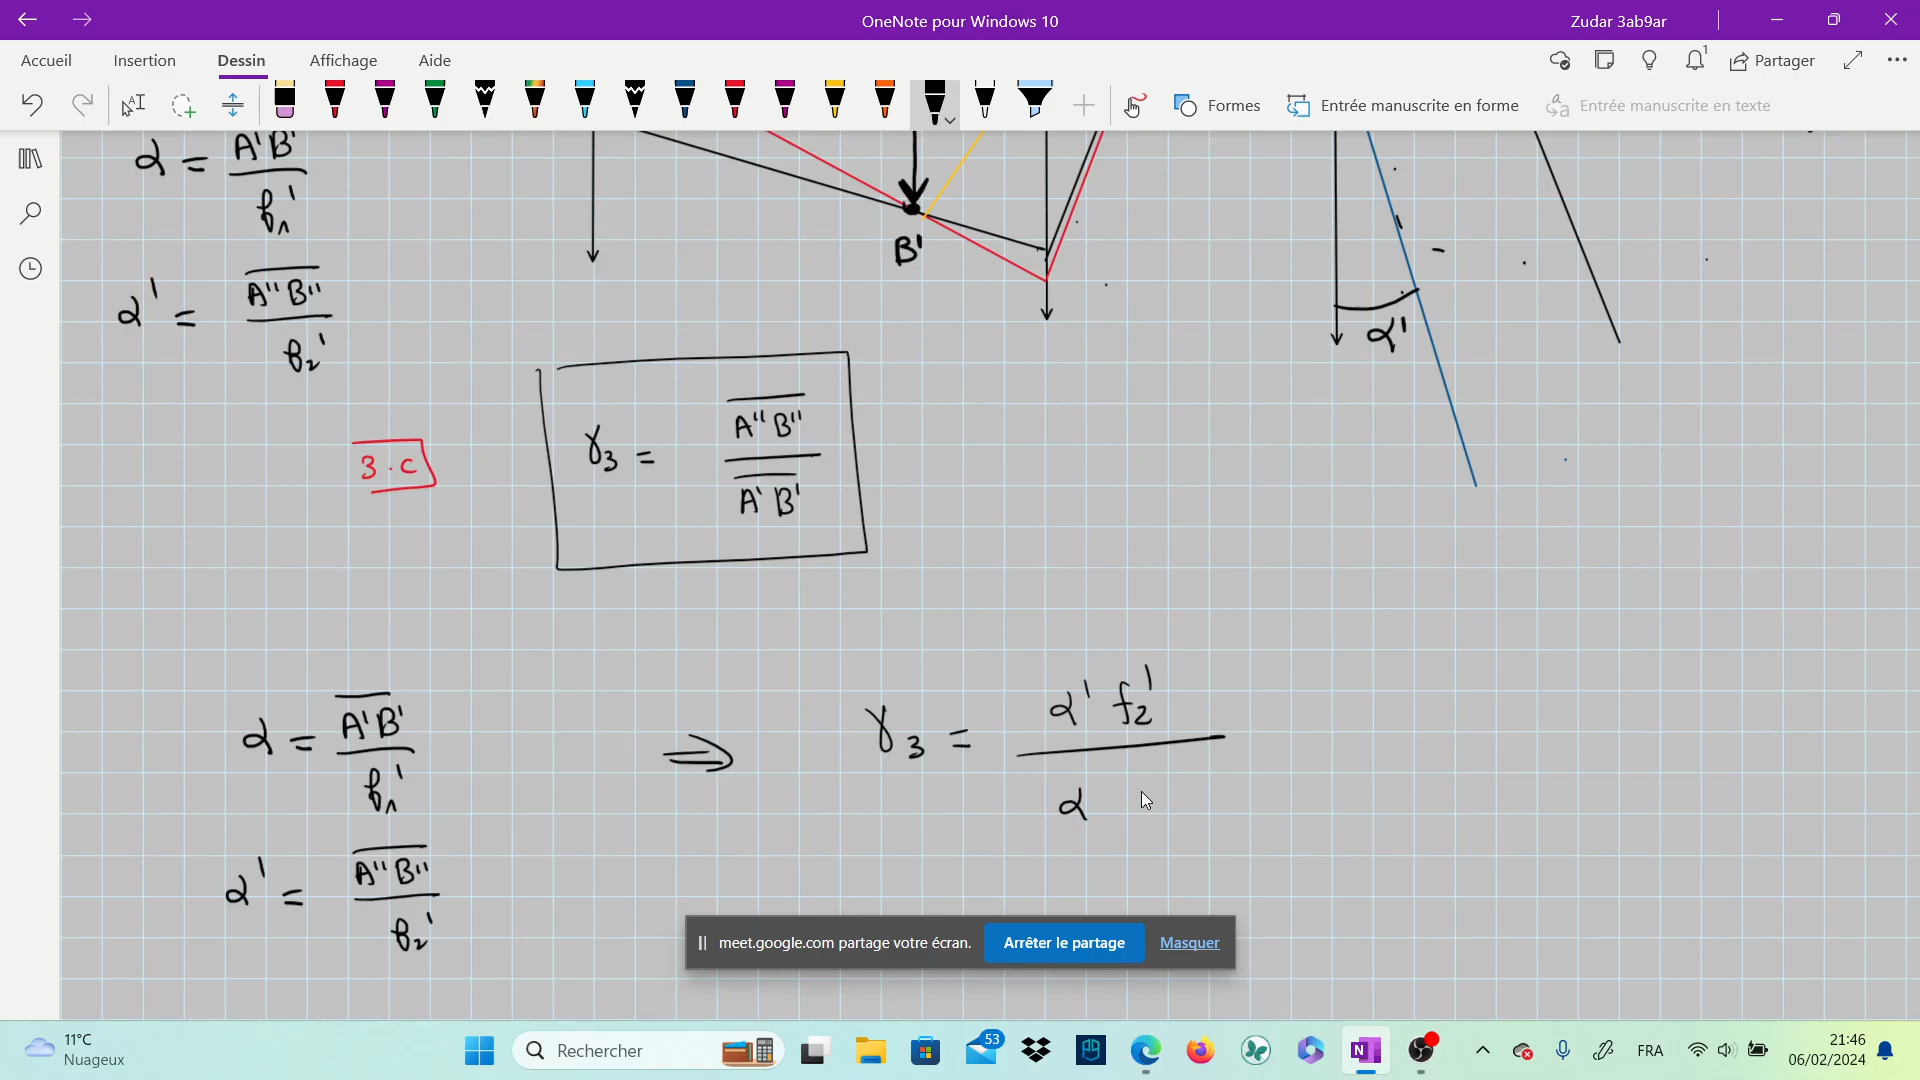 OneNote pour Windows 10
Zudar 3ab9ar
Accueil Insertion Dessin Affichage Aide
1
Partager
Formes
Entrée manuscrite en forme
Entrée manuscrite en texte
α = A'B' / f₁'
B'
α' = A''B'' / f₂'
α'
3.c
γ₃ = A''B'' / A'B'
α = A'B' / f₁'
⇒ γ₃ = α' f₂' / α
α' = A''B'' / f₂'
meet.google.com partage votre écran.
Arrêter le partage
Masquer
11°C
Nuageux
Rechercher
53
FRA
21:46
06/02/2024